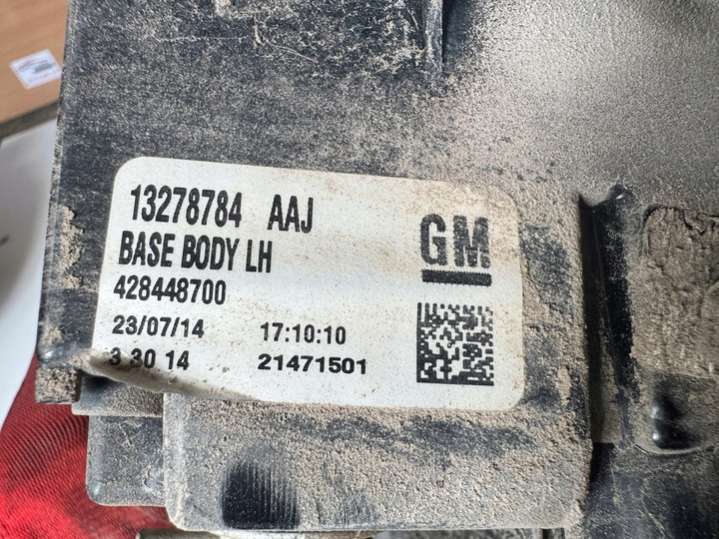 13278784 AAJ
GM
BASE BODY LH
428448700
23/07/14 17:10:10
3 30 14 21471501